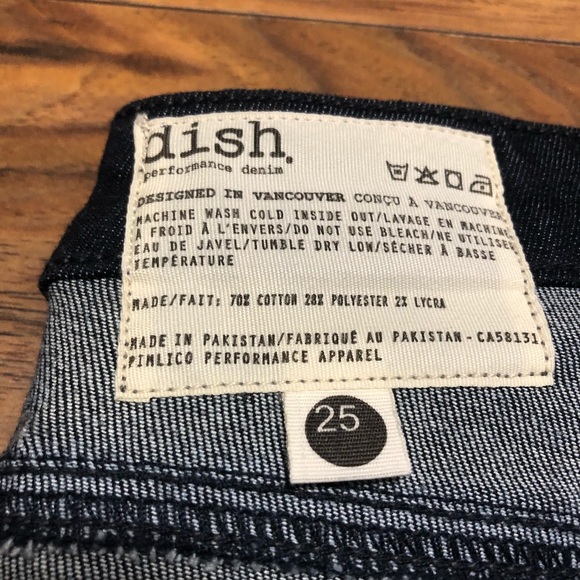 dish.
performance denim
DESIGNED IN VANCOUVER CONÇU À VANCOUVER
MACHINE WASH COLD INSIDE OUT/LAVAGE EN MACHINE
A FROID À L'ENVERS/DO NOT USE BLEACH/NE UTILISER
EAU DE JAVEL/TUMBLE DRY LOW/SÉCHER À BASSE
TEMPÉRATURE
MADE/FAIT: 70% COTTON 28% POLYESTER 2% LYCRA
MADE IN PAKISTAN/FABRIQUÉ AU PAKISTAN-CA58131
PIMLICO PERFORMANCE APPAREL
25